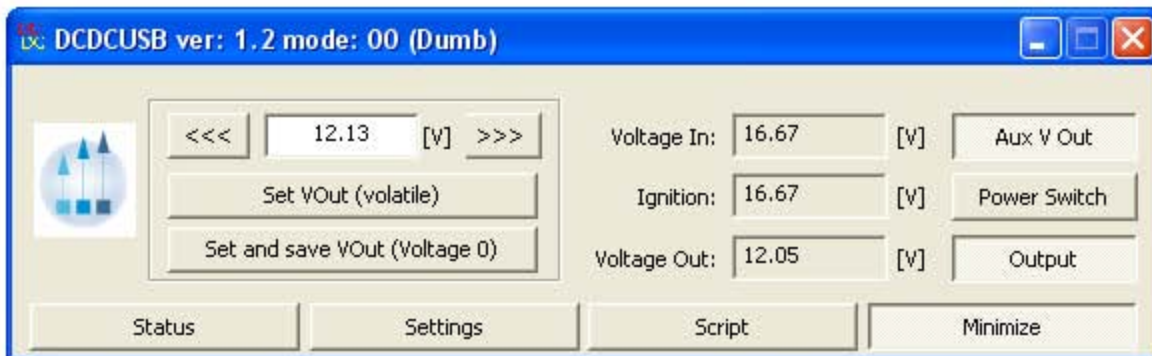 DCDCUSB ver: 1.2 mode: 00 (Dumb)
<<< 12.13 [V] >>>
Set VOut (volatile)
Set and save VOut (Voltage 0)
Voltage In: 16.67 [V] Aux V Out
Ignition: 16.67 [V] Power Switch
Voltage Out: 12.05 [V] Output
Status Settings Script Minimize